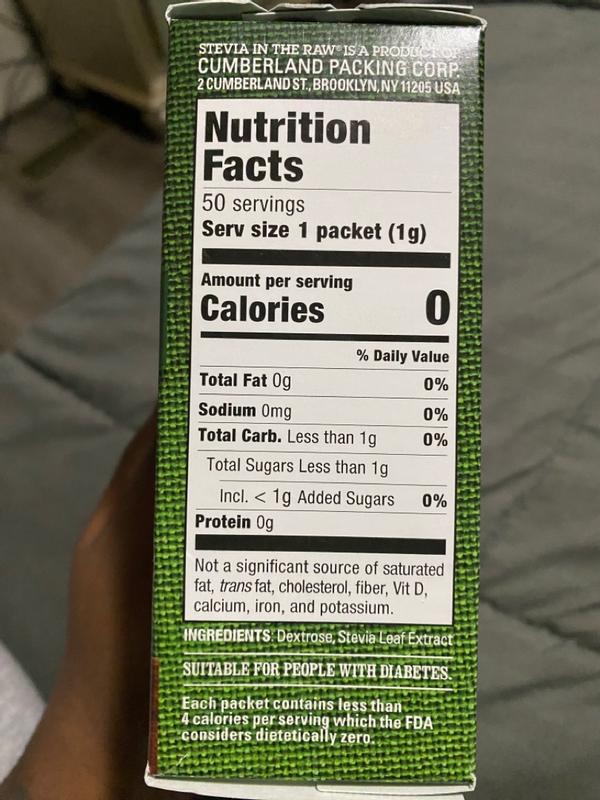 STEVIA IN THE RAW® IS A PRODUCT OF
CUMBERLAND PACKING CORP.
2 CUMBERLAND ST., BROOKLYN, NY 11205 USA
Nutrition
Facts
50 servings
Serv size 1 packet (1g)
Amount per serving
Calories 0
% Daily Value
Total Fat 0g 0%
Sodium 0mg 0%
Total Carb. Less than 1g 0%
Total Sugars Less than 1g
Incl. < 1g Added Sugars 0%
Protein 0g
Not a significant source of saturated
fat, trans fat, cholesterol, fiber, Vit D,
calcium, iron, and potassium.
INGREDIENTS: Dextrose, Stevia Leaf Extract
SUITABLE FOR PEOPLE WITH DIABETES.
Each packet contains less than
4 calories per serving which the FDA
considers dietetically zero.